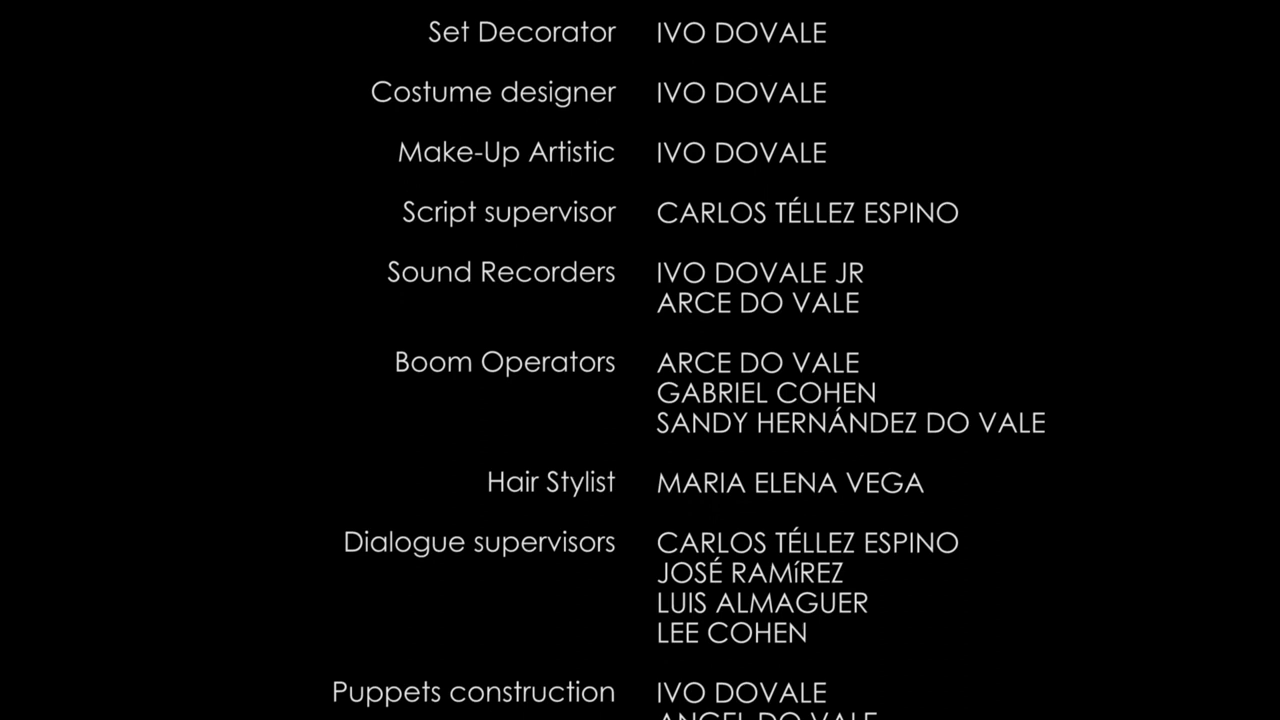 Set Decorator IVO DOVALE
Costume designer IVO DOVALE
Make-Up Artistic IVO DOVALE
Script supervisor CARLOS TÉLLEZ ESPINO
Sound Recorders IVO DOVALE JR
ARCE DO VALE
Boom Operators ARCE DO VALE
GABRIEL COHEN
SANDY HERNÁNDEZ DO VALE
Hair Stylist MARIA ELENA VEGA
Dialogue supervisors CARLOS TÉLLEZ ESPINO
JOSÉ RAMíREZ
LUIS ALMAGUER
LEE COHEN
Puppets construction IVO DOVALE
ANGEL DO VALE